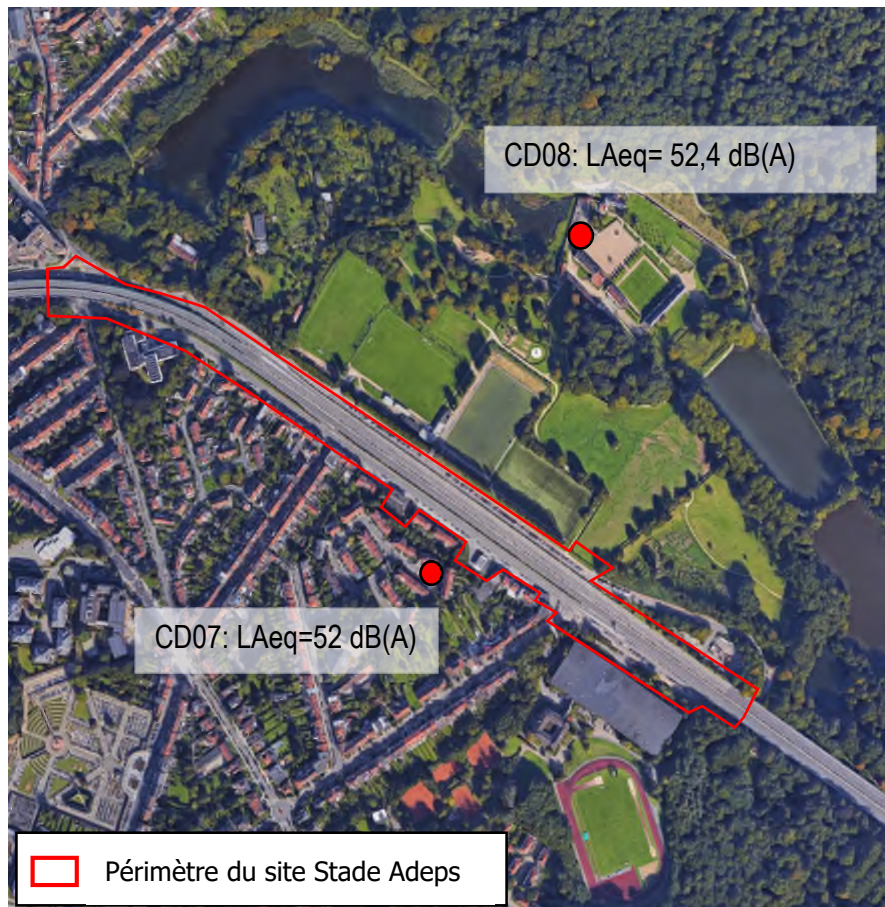 CD08: LAeq= 52,4 dB(A)
CD07: LAeq=52 dB(A)
Périmètre du site Stade Adeps